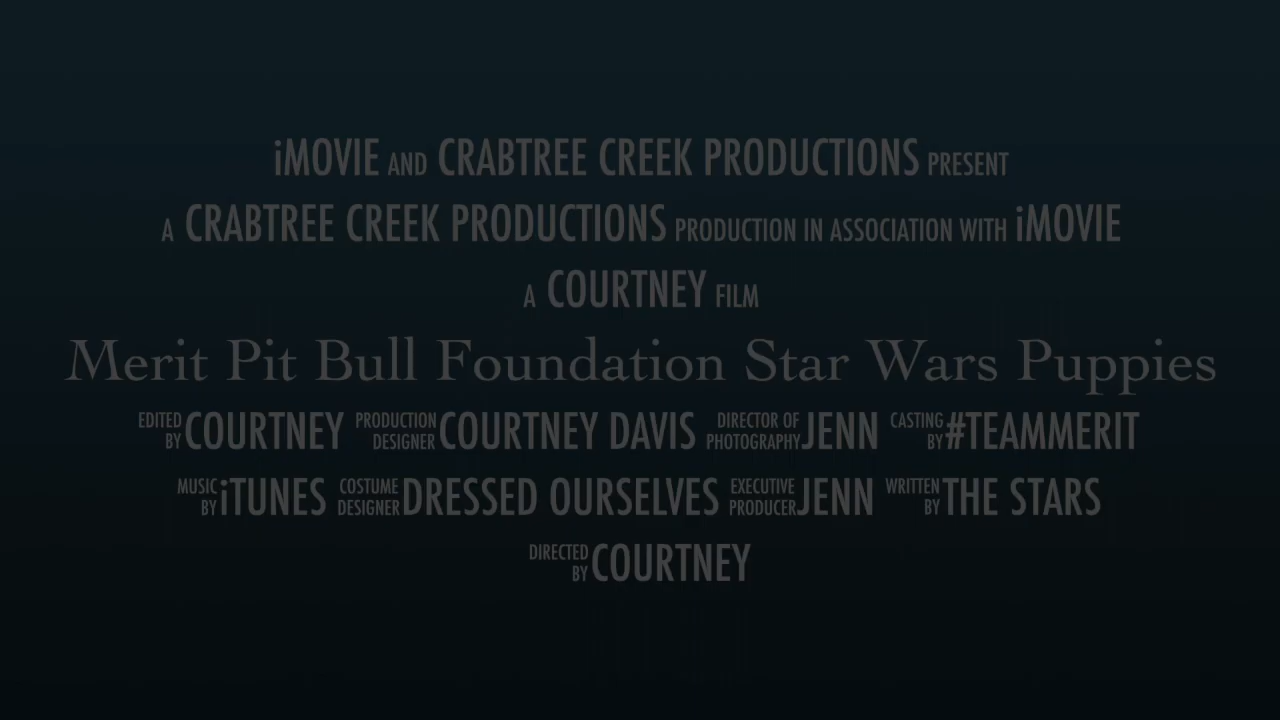 iMOVIE AND CRABTREE CREEK PRODUCTIONS PRESENT
A CRABTREE CREEK PRODUCTIONS PRODUCTION IN ASSOCIATION WITH iMOVIE
A COURTNEY FILM
Merit Pit Bull Foundation Star Wars Puppies
EDITED BY COURTNEY PRODUCTION DESIGNER COURTNEY DAVIS DIRECTOR OF PHOTOGRAPHY JENN CASTING BY #TEAMMERIT
MUSIC BY iTUNES COSTUME DESIGNER DRESSED OURSELVES EXECUTIVE PRODUCER JENN WRITTEN BY THE STARS
DIRECTED BY COURTNEY